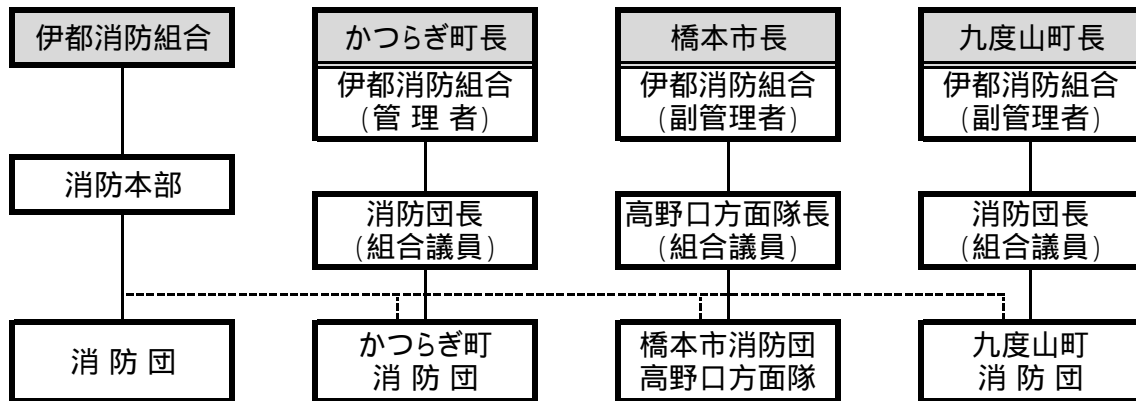 伊都消防組合
かつらぎ町長
橋本市長
九度山町長
伊都消防組合
(管 理 者)
伊都消防組合
(副管理者)
伊都消防組合
(副管理者)
消防本部
消防団長
(組合議員)
高野口方面隊長
(組合議員)
消防団長
(組合議員)
消 防 団
かつらぎ町
消 防 団
橋本市消防団
高野口方面隊
九度山町
消 防 団